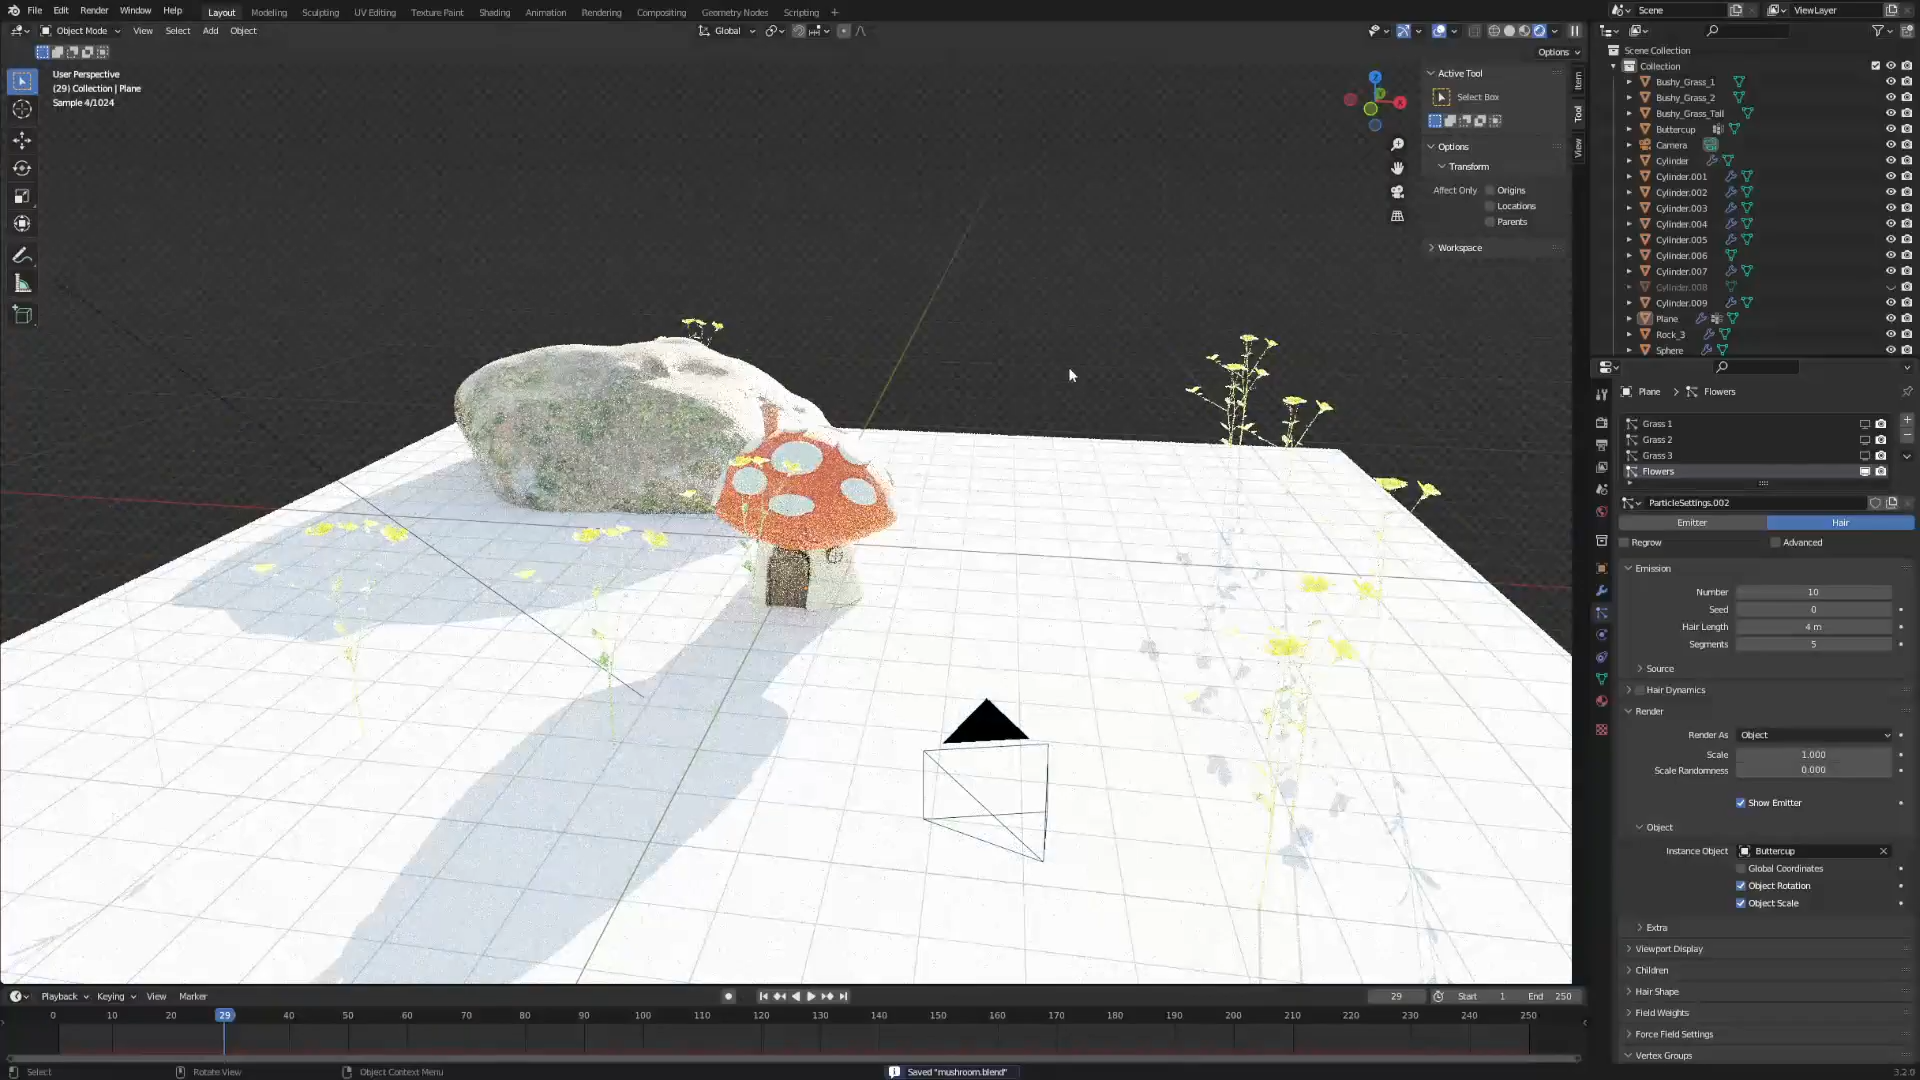 File Edit Render Window Help
Layout Modeling Sculpting UV Editing Texture Paint Shading Animation Rendering Compositing Geometry Nodes Scripting +
Scene ViewLayer
Object Mode View Select Add Object Global
Options
User Perspective
(29) Collection | Plane
Sample 4/1024
Z
X
Active Tool
Select Box
Options
Transform
Affect Only Origins
Locations
Parents
Workspace
Item
Tool
View
Scene Collection
Collection
Bushy_Grass_1
Bushy_Grass_2
Bushy_Grass_Tall
Buttercup
Camera
Cylinder
Cylinder.001
Cylinder.002
Cylinder.003
Cylinder.004
Cylinder.005
Cylinder.006
Cylinder.007
Cylinder.008
Cylinder.009
Plane
Rock_3
Sphere
Plane > Flowers
Grass 1
Grass 2
Grass 3
Flowers
ParticleSettings.002
Emitter Hair
Regrow Advanced
Emission
Number 10
Seed 0
Hair Length 4 m
Segments 5
Source
Hair Dynamics
Render
Render As Object
Scale 1.000
Scale Randomness 0.000
Show Emitter
Object
Instance Object Buttercup
Global Coordinates
Object Rotation
Object Scale
Extra
Viewport Display
Children
Hair Shape
Field Weights
Force Field Settings
Vertex Groups
Playback Keying View Marker 29 Start 1 End 250
0 10 20 29 40 50 60 70 80 90 100 110 120 130 140 150 160 170 180 190 200 210 220 230 240 250
Select Rotate View Object Context Menu Saved "mushroom.blend" 3.2.0